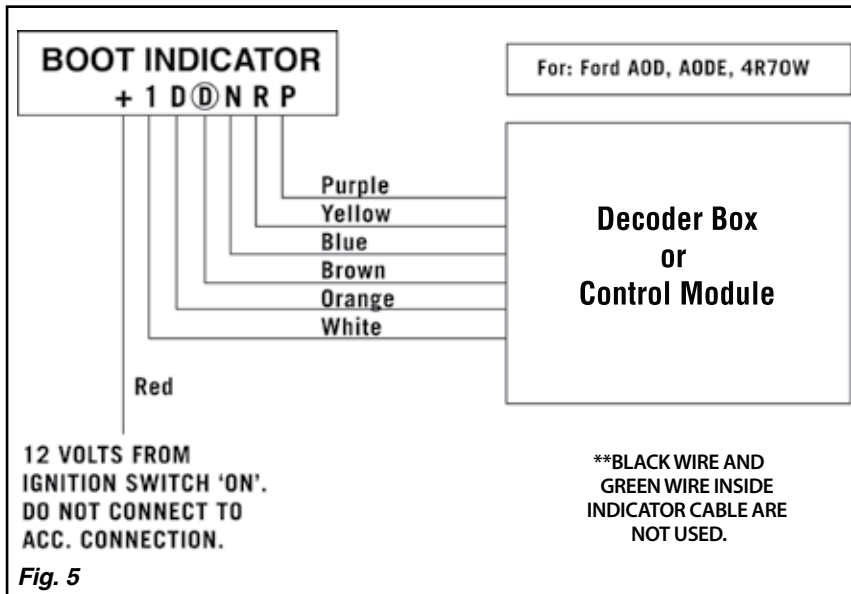 BOOT INDICATOR
+ 1 D Ⓓ N R P
For: Ford AOD, AODE, 4R70W
Purple
Yellow
Blue
Brown
Orange
White
Decoder Box
or
Control Module
Red
12 VOLTS FROM
IGNITION SWITCH 'ON'.
DO NOT CONNECT TO
ACC. CONNECTION.
**BLACK WIRE AND
GREEN WIRE INSIDE
INDICATOR CABLE ARE
NOT USED.
Fig. 5